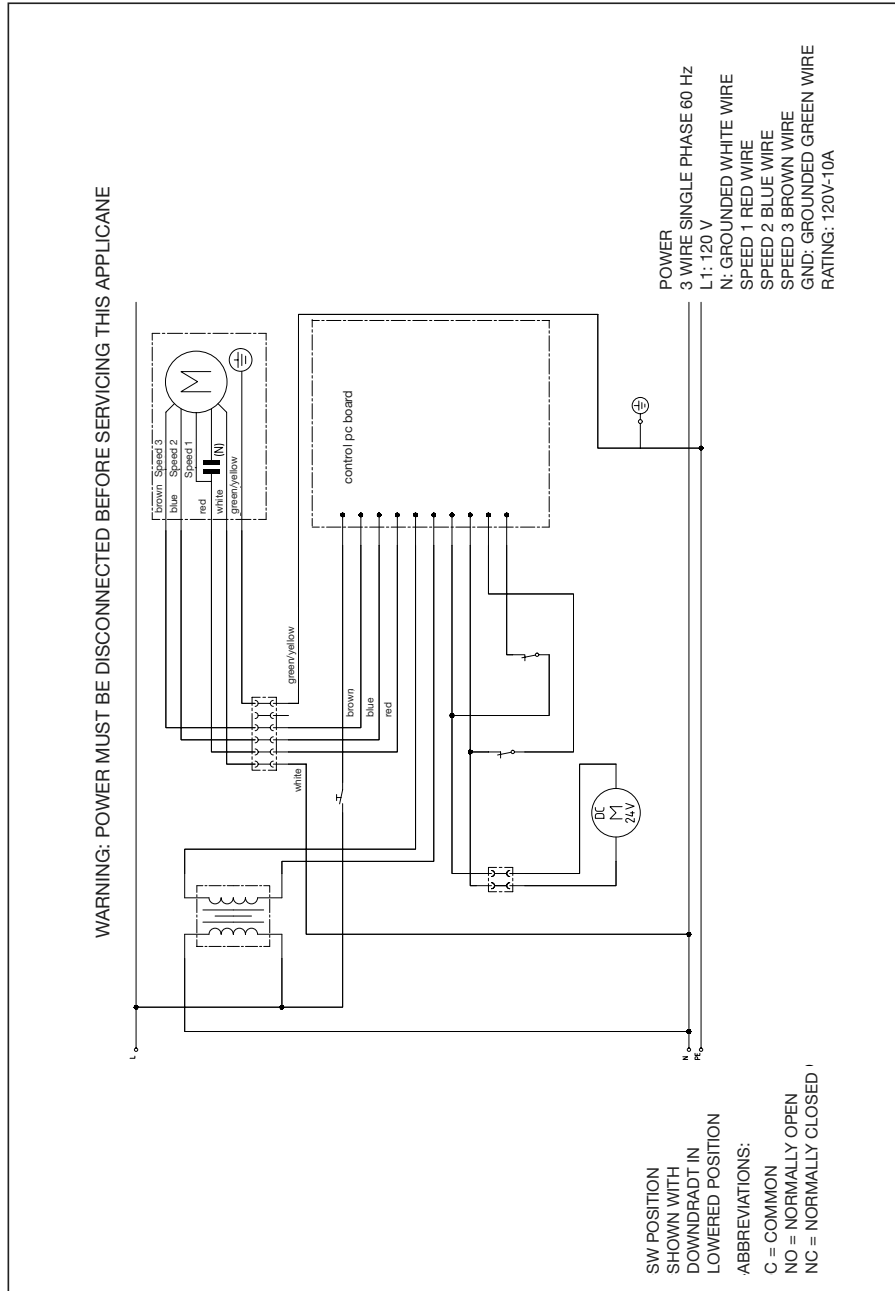 WARNING: POWER MUST BE DISCONNECTED BEFORE SERVICING THIS APPLICANE
L
brown Speed 3
blue Speed 2
Speed 1
red
(N)
white
green/yellow
M
white
green/yellow
brown
blue
red
control pc board
DC
M
24V
N
PE
SW POSITION
SHOWN WITH
DOWNDRADT IN
LOWERED POSITION
ABBREVIATIONS:
C = COMMON
NO = NORMALLY OPEN
NC = NORMALLY CLOSED
POWER
3 WIRE SINGLE PHASE 60 Hz
L1: 120 V
N: GROUNDED WHITE WIRE
SPEED 1 RED WIRE
SPEED 2 BLUE WIRE
SPEED 3 BROWN WIRE
GND: GROUNDED GREEN WIRE
RATING: 120V-10A